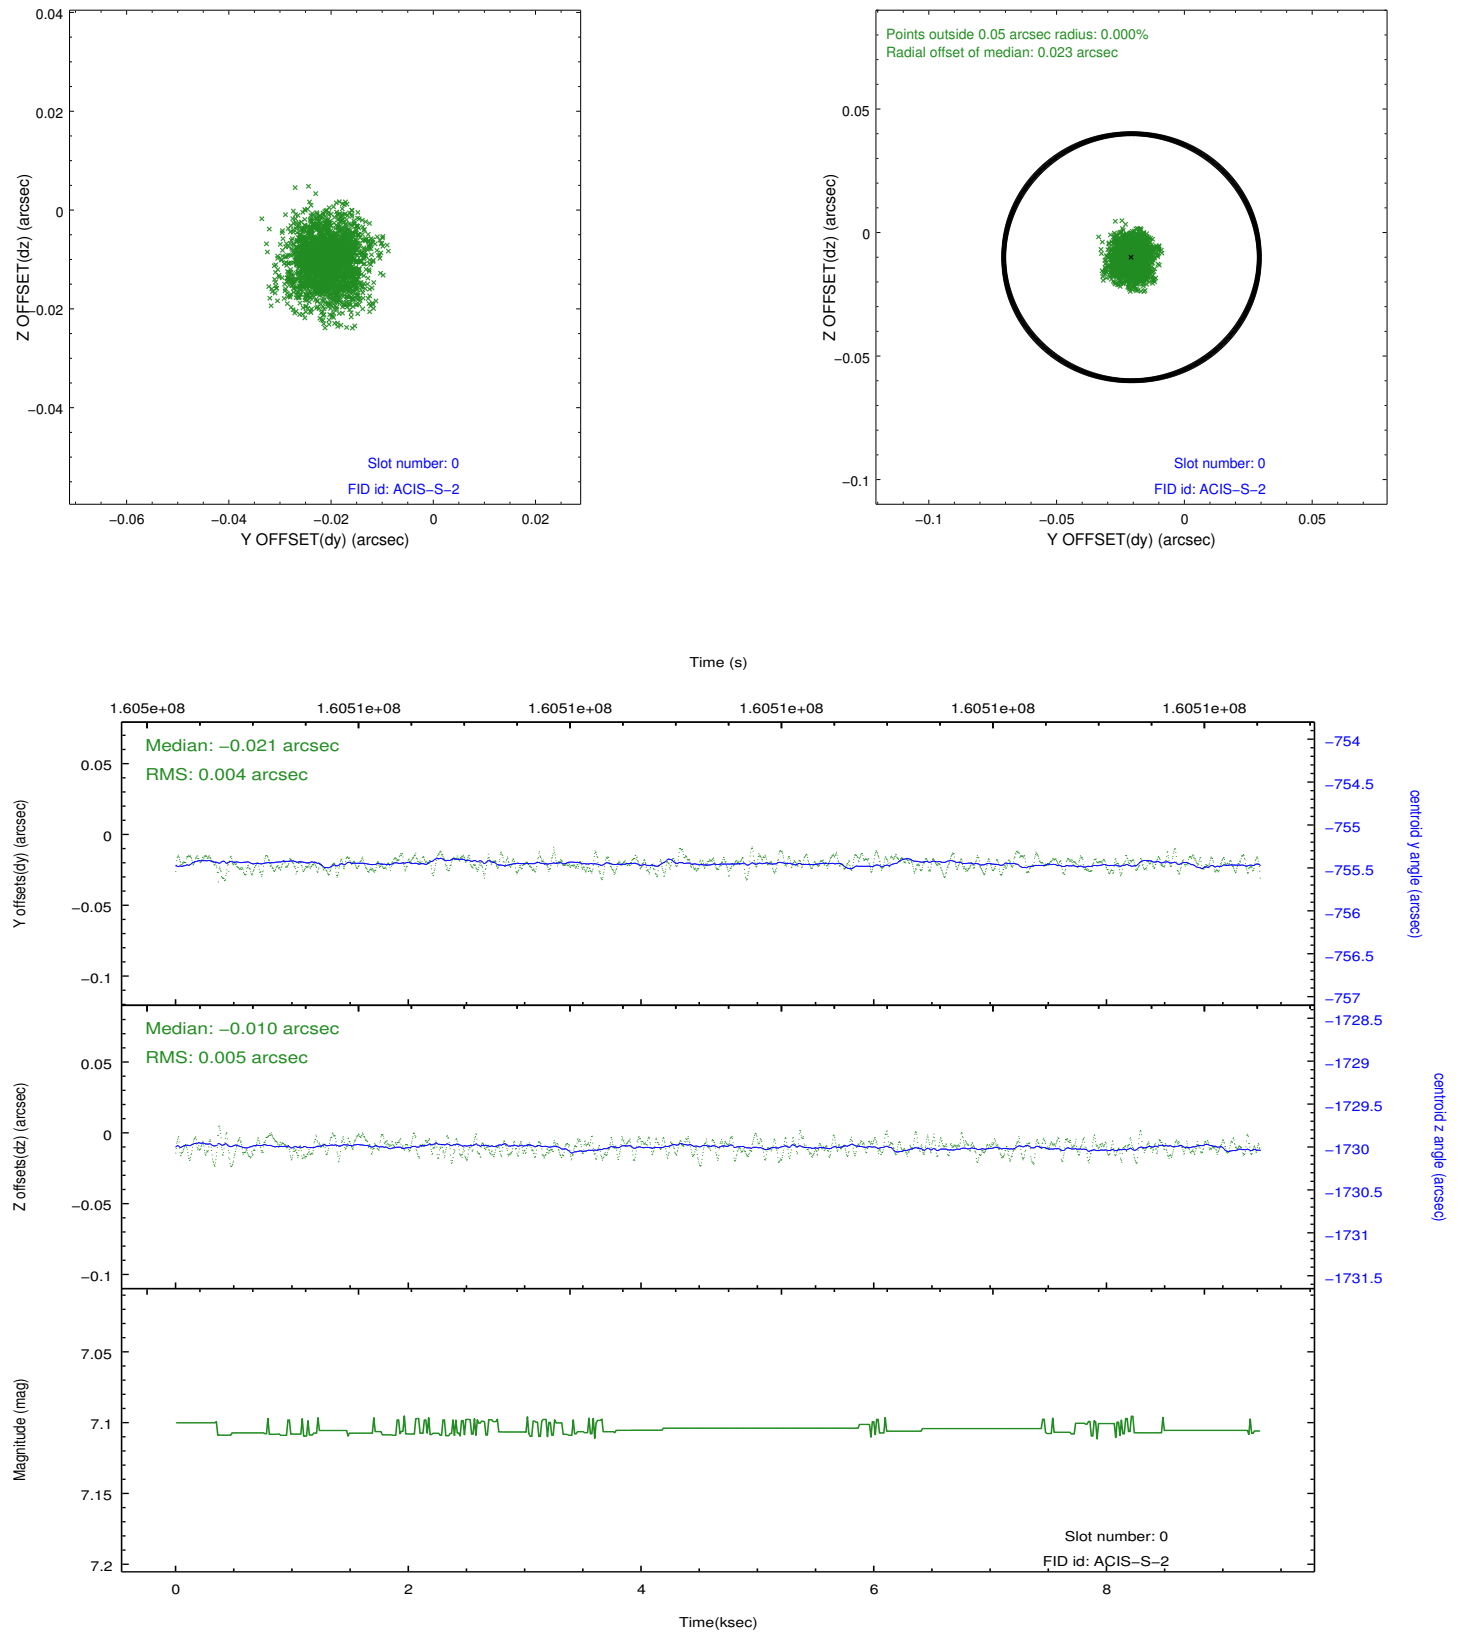 0.04
0.02
0
−0.02
−0.04
Z OFFSET(dz) (arcsec)
Slot number: 0
FID id: ACIS−S−2
−0.06
−0.04
−0.02
0
0.02
Y OFFSET(dy) (arcsec)
Points outside 0.05 arcsec radius: 0.000%
Radial offset of median: 0.023 arcsec
0.05
0
−0.05
−0.1
Z OFFSET(dz) (arcsec)
Slot number: 0
FID id: ACIS−S−2
−0.1
−0.05
0
0.05
Y OFFSET(dy) (arcsec)
Time (s)
1.605e+08
1.6051e+08
1.6051e+08
1.6051e+08
1.6051e+08
1.6051e+08
Median: −0.021 arcsec
RMS: 0.004 arcsec
0.05
0
−0.05
−0.1
Y offsets(dy) (arcsec)
−754
−754.5
−755
−755.5
−756
−756.5
−757
centroid y angle (arcsec)
Median: −0.010 arcsec
RMS: 0.005 arcsec
0.05
0
−0.05
−0.1
Z offsets(dz) (arcsec)
−1728.5
−1729
−1729.5
−1730
−1730.5
−1731
−1731.5
centroid z angle (arcsec)
7.05
7.1
7.15
7.2
Magnitude (mag)
Slot number: 0
FID id: ACIS−S−2
0
2
4
6
8
Time(ksec)